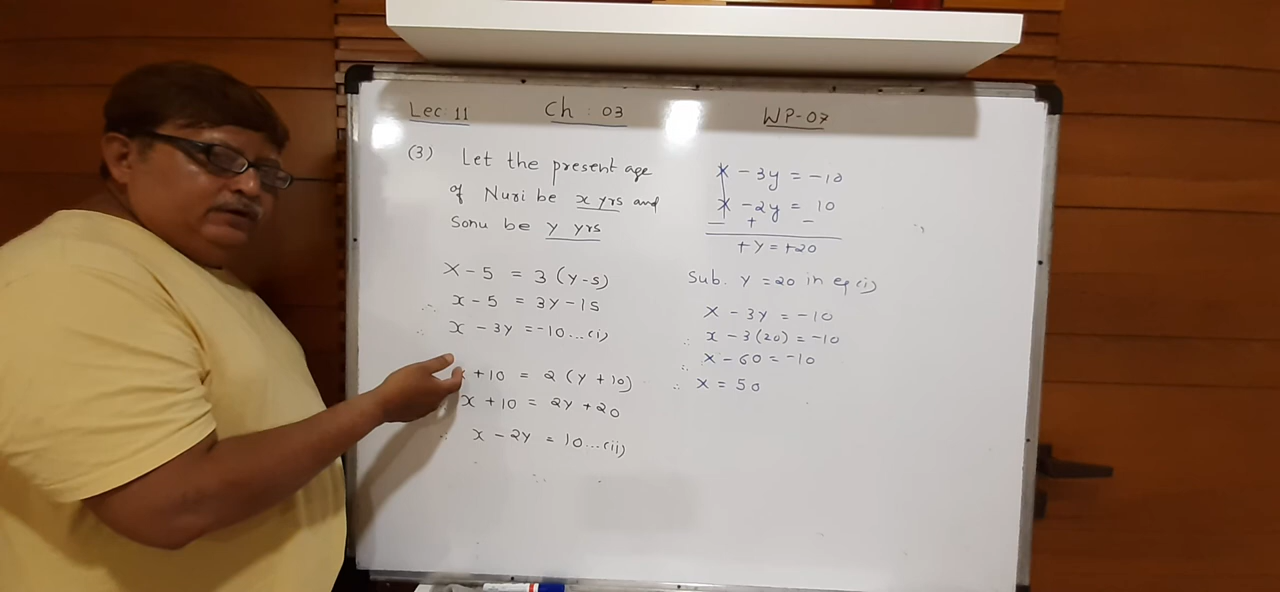 Lec: 11 Ch : 03 WP-07
(3) Let the present age
of Nuri be x yrs and
Sonu be y yrs
x - 5 = 3 (y-5)
∴ x - 5 = 3y - 15
∴ x - 3y = -10...(i)
x + 10 = 2 (y + 10)
x + 10 = 2y + 20
∴ x - 2y = 10...(ii)
x - 3y = -10
x - 2y = 10
- + -
+y = +20
Sub. y = 20 in eq(i)
x - 3y = -10
∴ x - 3(20) = -10
∴ x - 60 = -10
∴ x = 50